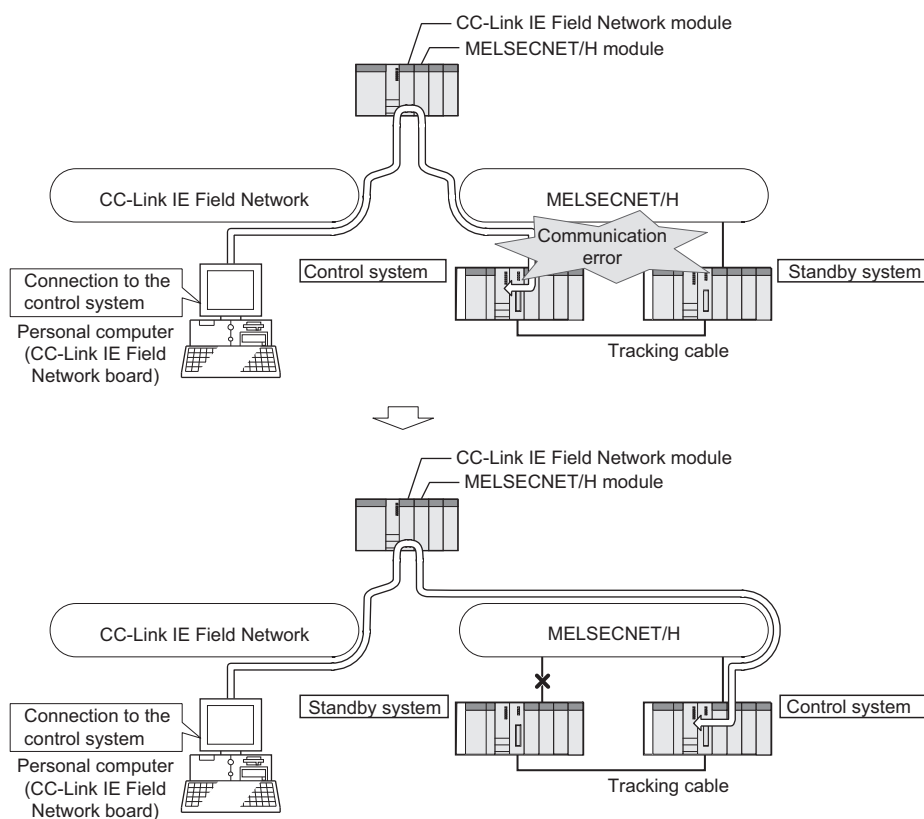 CC-Link IE Field Network module
MELSECNET/H module
CC-Link IE Field Network
MELSECNET/H
Communication
error
Control system
Standby system
Connection to the
control system
Personal computer
(CC-Link IE Field
Network board)
Tracking cable
CC-Link IE Field Network module
MELSECNET/H module
CC-Link IE Field Network
MELSECNET/H
Standby system
Control system
Connection to the
control system
Personal computer
(CC-Link IE Field
Network board)
Tracking cable